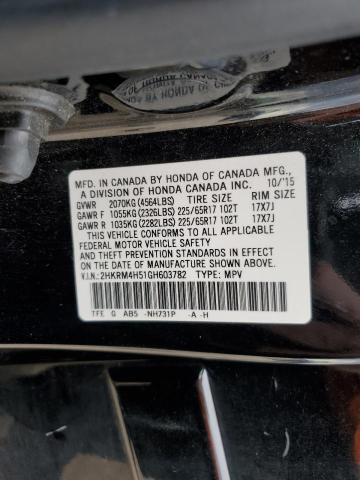 MFD. IN CANADA BY HONDA OF CANADA MFG.,
A DIVISION OF HONDA CANADA INC. 10/'15
GVWR 2070KG (4564LBS) TIRE SIZE RIM SIZE
GAWR F 1055KG (2326LBS) 225/65R17 102T 17X7J
GAWR R 1035KG (2282LBS) 225/65R17 102T 17X7J
THIS VEHICLE CONFORMS TO ALL APPLICABLE
FEDERAL MOTOR VEHICLE SAFETY AND
THEFT PREVENTION STANDARDS IN EFFECT ON
THE DATE OF MANUFACTURE SHOWN ABOVE.
V.I.N.: 2HKRM4H51GH603782 TYPE: MPV
TFE G AB5 -NH731P -A -H